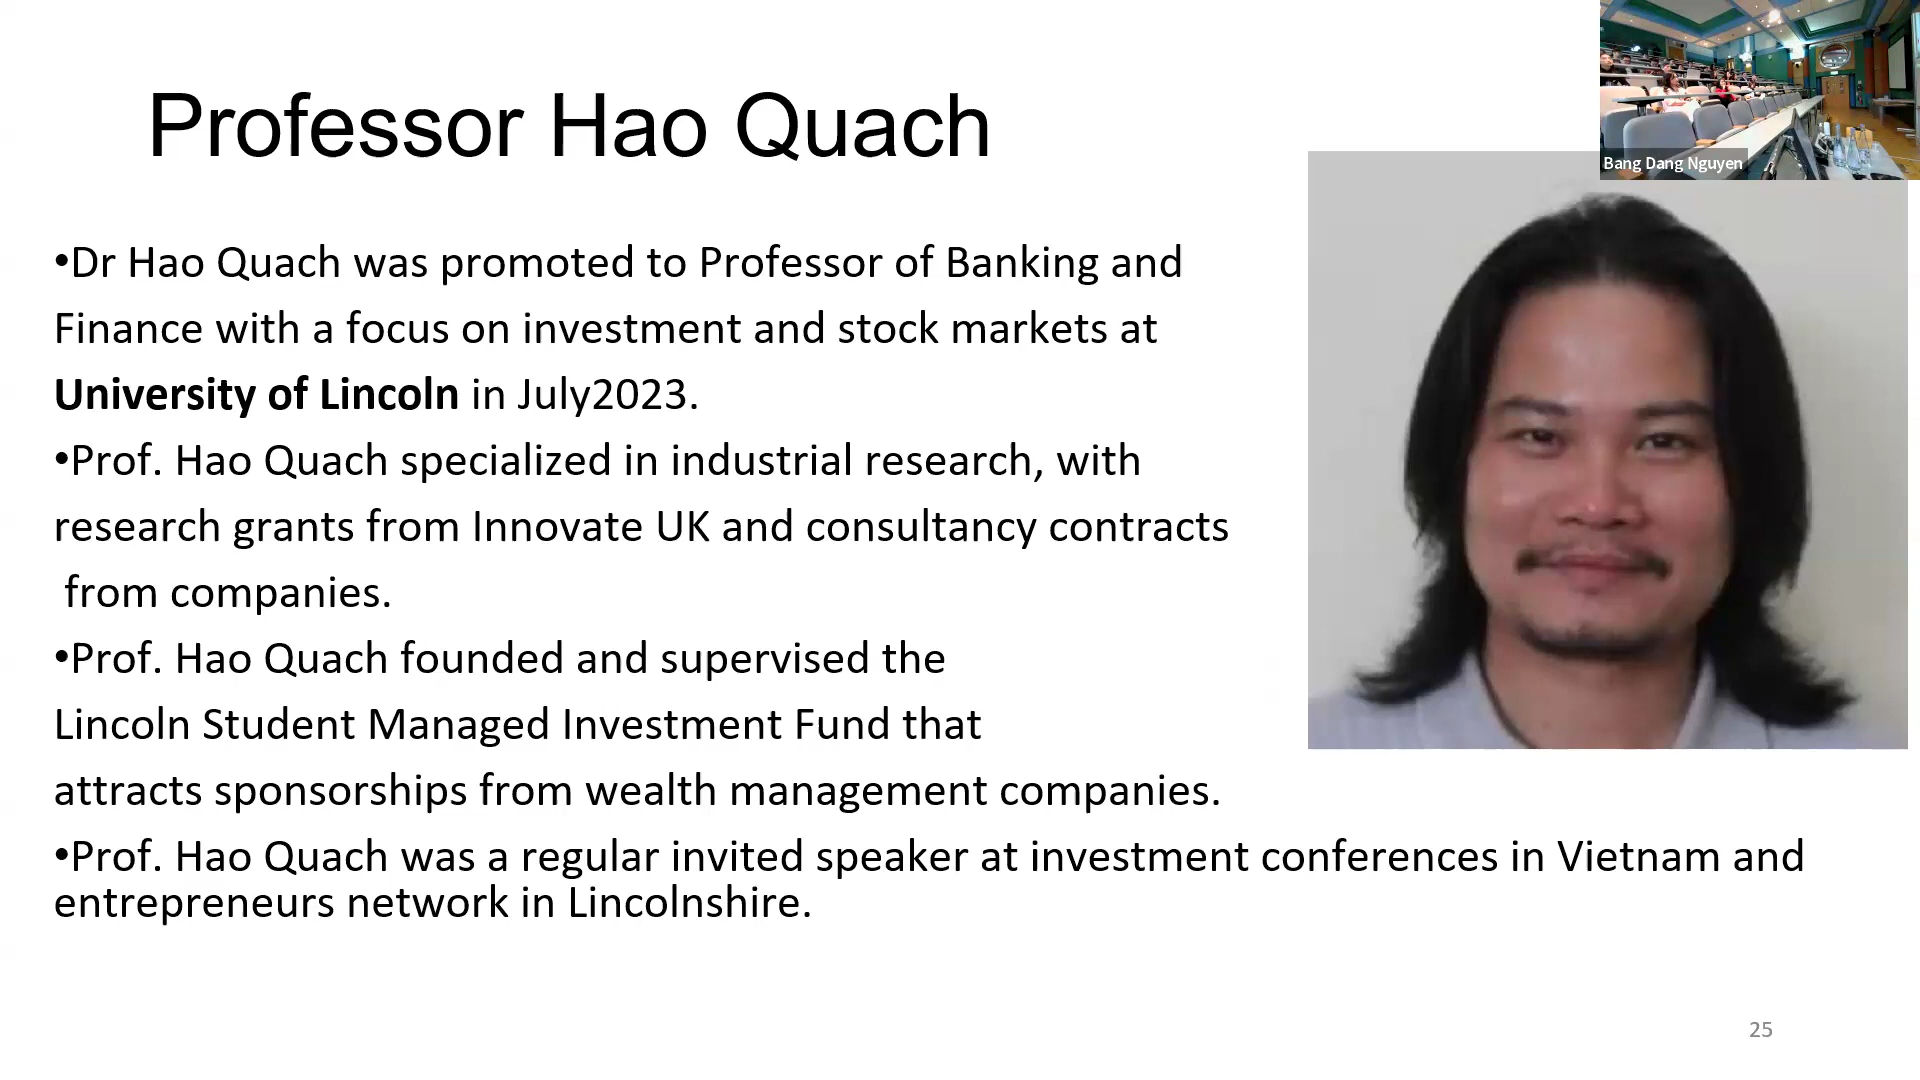 Professor Hao Quach
Bang Dang Nguyen
•Dr Hao Quach was promoted to Professor of Banking and
Finance with a focus on investment and stock markets at
University of Lincoln in July2023.
•Prof. Hao Quach specialized in industrial research, with
research grants from Innovate UK and consultancy contracts
from companies.
•Prof. Hao Quach founded and supervised the
Lincoln Student Managed Investment Fund that
attracts sponsorships from wealth management companies.
•Prof. Hao Quach was a regular invited speaker at investment conferences in Vietnam and
entrepreneurs network in Lincolnshire.
25